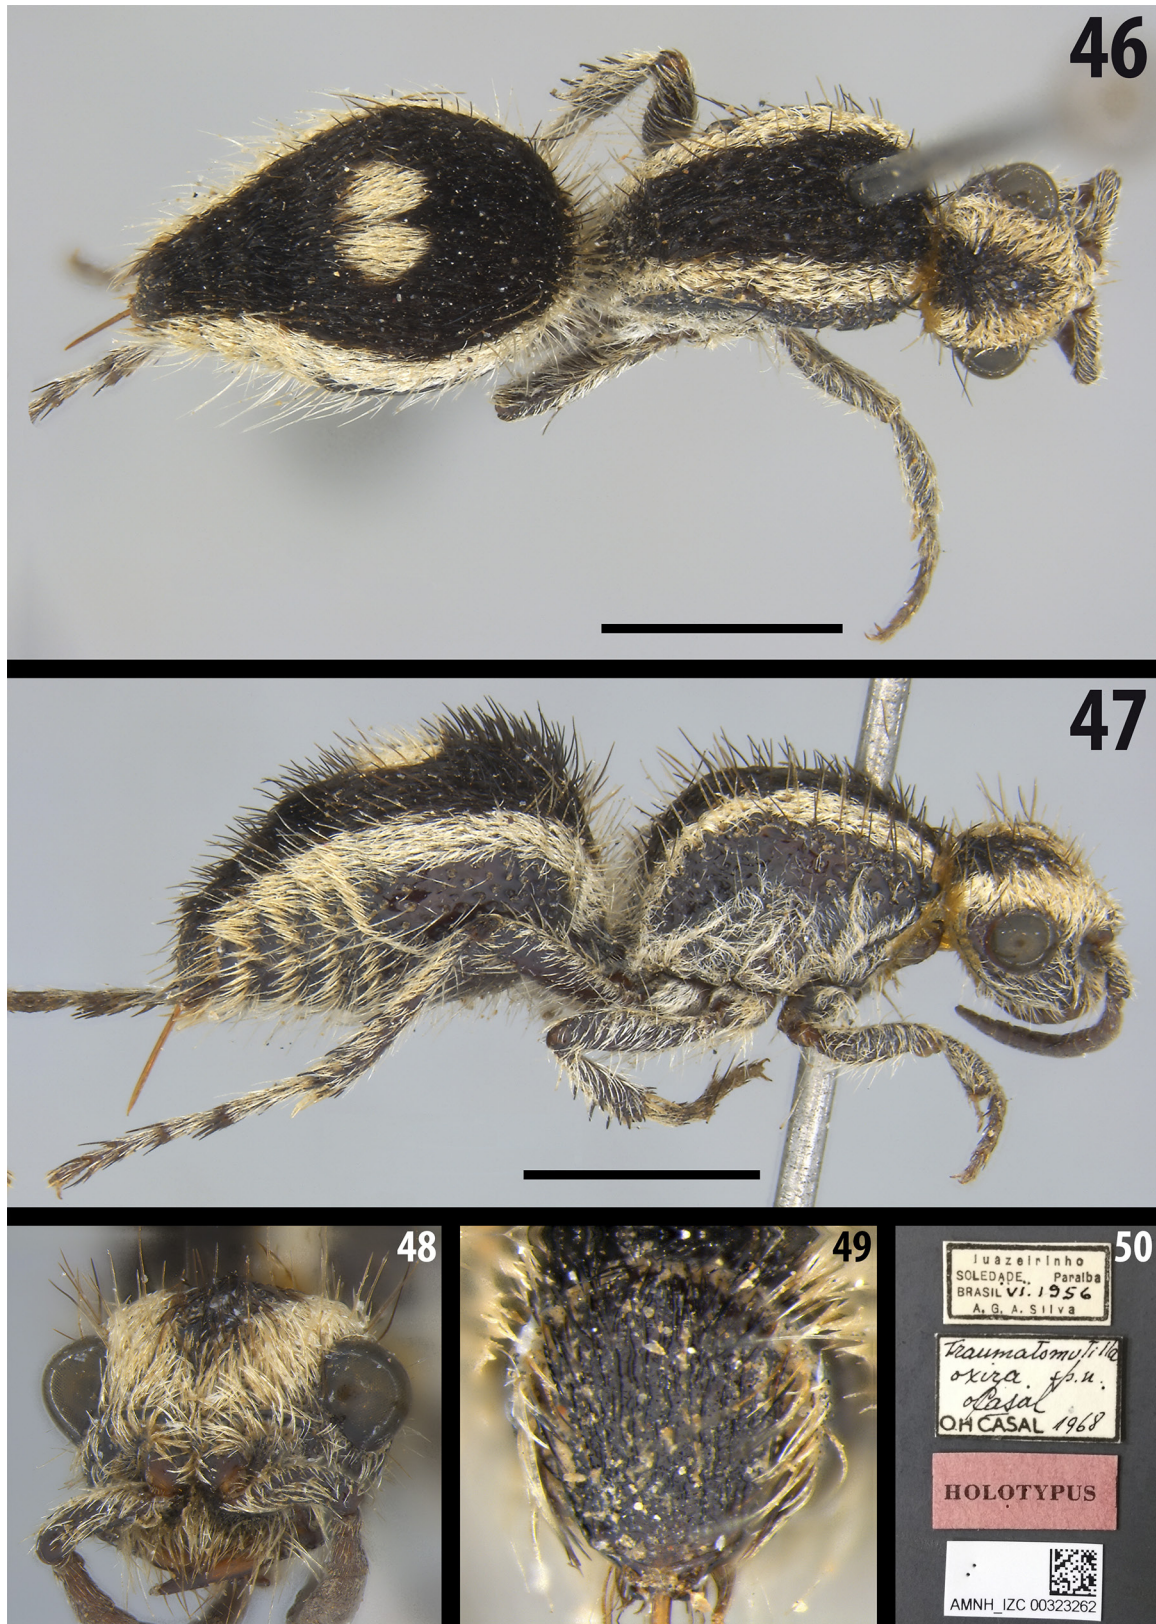 46
47
48
49
50
Iuazeirinho
SOLEDADE. Paraiba
BRASIL VI. 1956
A. G. A. Silva
Traumatomutilla
oxira sp.n.
Casal
O.H CASAL 1968
HOLOTYPUS
AMNH_IZC 00323262